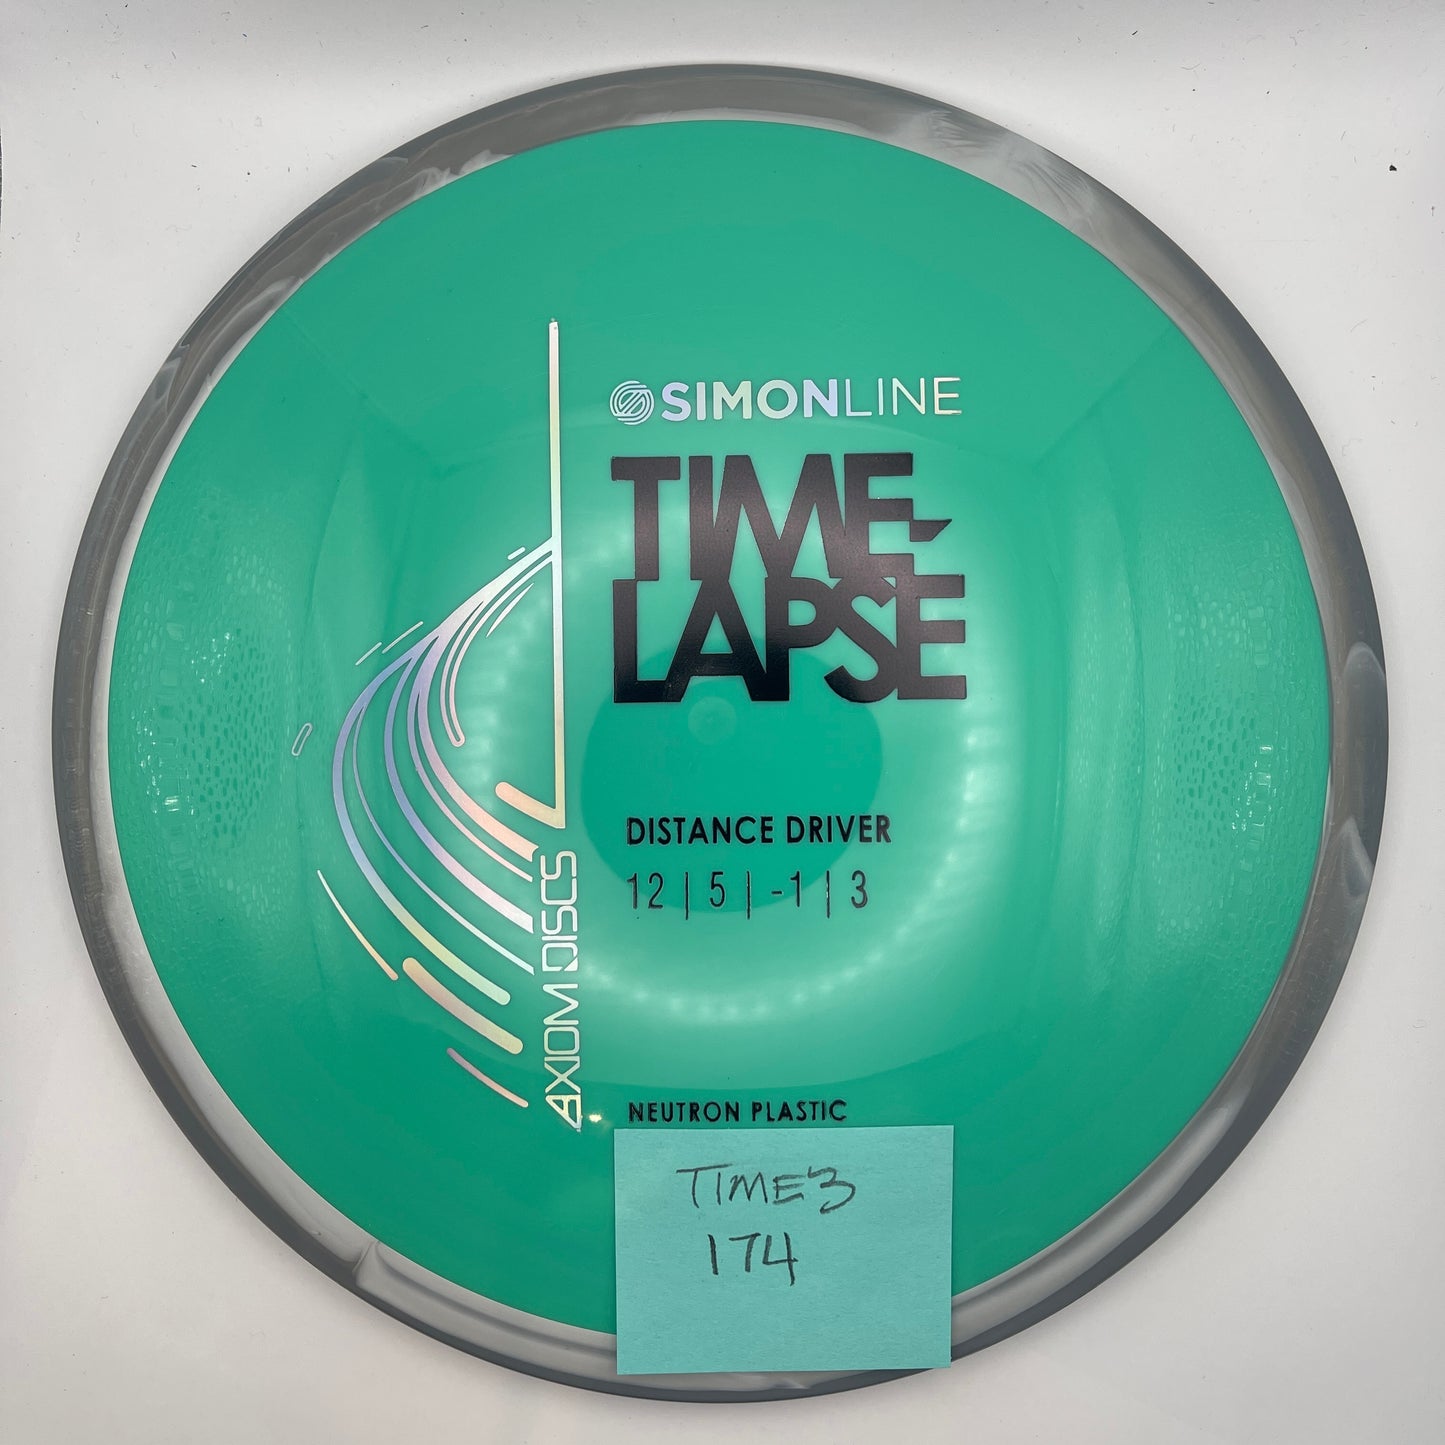 SIMONLINE
TIME-
LAPSE
DISTANCE DRIVER
12 | 5 | -1 | 3
AXIOM DISCS
NEUTRON PLASTIC
TIME3
174